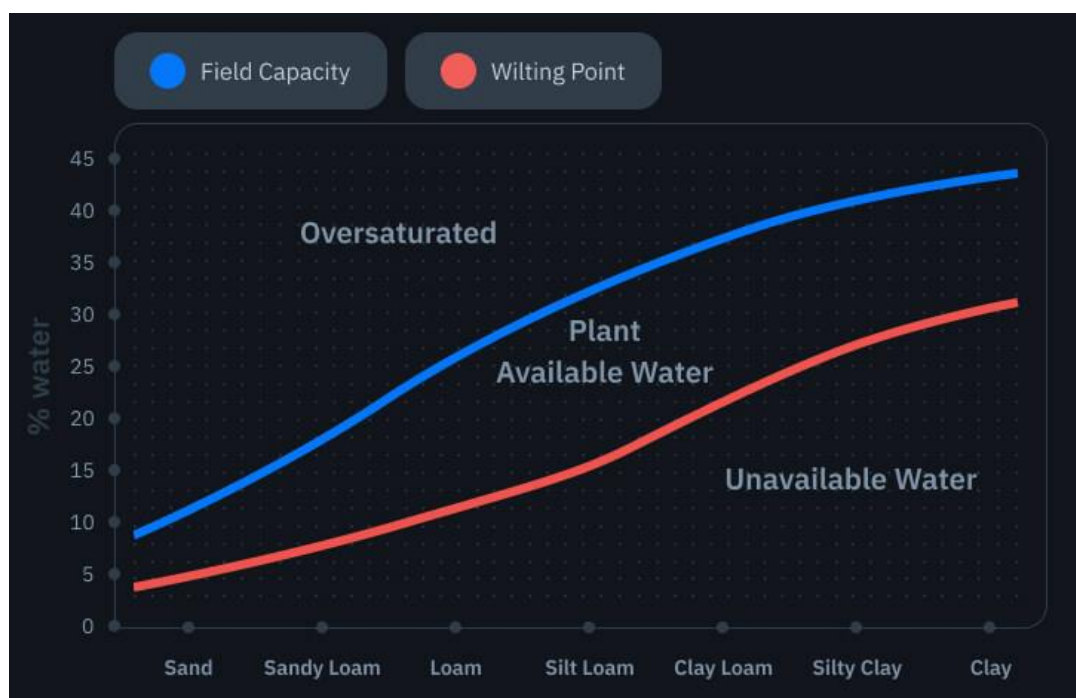 Field Capacity
Wilting Point
45
40
35
30
25
20
15
10
5
0
% water
Oversaturated
Plant
Available Water
Unavailable Water
Sand
Sandy Loam
Loam
Silt Loam
Clay Loam
Silty Clay
Clay